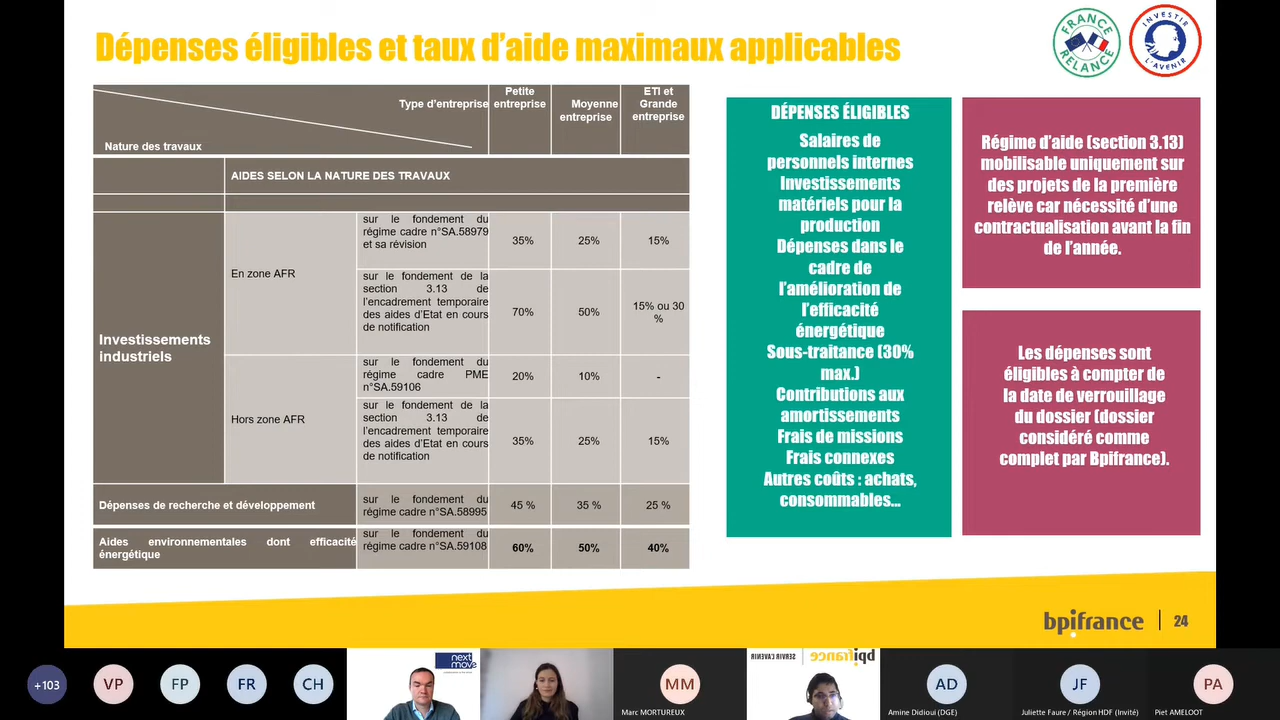 Dépenses éligibles et taux d'aide maximaux applicables
FRANCE
RELANCE
INVESTIR
L'AVENIR
Type d'entreprise
Nature des travaux
Petite
entreprise
Moyenne
entreprise
ETI et
Grande
entreprise
AIDES SELON LA NATURE DES TRAVAUX
Investissements
industriels
En zone AFR
sur le fondement du
régime cadre n°SA.58979
et sa révision
35%
25%
15%
sur le fondement de la
section 3.13 de
l'encadrement temporaire
des aides d'Etat en cours
de notification
70%
50%
15% ou 30
%
Hors zone AFR
sur le fondement du
régime cadre PME
n°SA.59106
20%
10%
-
sur le fondement de la
section 3.13 de
l'encadrement temporaire
des aides d'Etat en cours
de notification
35%
25%
15%
Dépenses de recherche et développement
sur le fondement du
régime cadre n°SA.58995
45 %
35 %
25 %
Aides environnementales dont efficacité
énergétique
sur le fondement du
régime cadre n°SA.59108
60%
50%
40%
DÉPENSES ÉLIGIBLES
Salaires de
personnels internes
Investissements
matériels pour la
production
Dépenses dans le
cadre de
l'amélioration de
l'efficacité
énergétique
Sous-traitance (30%
max.)
Contributions aux
amortissements
Frais de missions
Frais connexes
Autres coûts : achats,
consommables...
Régime d'aide (section 3.13)
mobilisable uniquement sur
des projets de la première
relève car nécessité d'une
contractualisation avant la fin
de l'année.
Les dépenses sont
éligibles à compter de
la date de verrouillage
du dossier (dossier
considéré comme
complet par Bpifrance).
bpifrance
24
+103
VP
FP
FR
CH
next
move
MM
Marc MORTUREUX
bpifrance
SERVIR L'AVENIR
AD
Amine Didioui (DGE)
JF
Juliette Faure / Région HDF (Invité)
PA
Piet AMELOOT